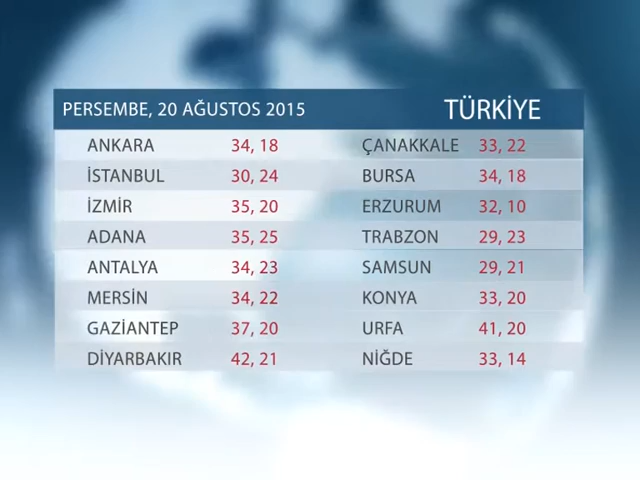 PERSEMBE, 20 AĞUSTOS 2015 TÜRKİYE
ANKARA 34, 18 ÇANAKKALE 33, 22
İSTANBUL 30, 24 BURSA 34, 18
İZMİR 35, 20 ERZURUM 32, 10
ADANA 35, 25 TRABZON 29, 23
ANTALYA 34, 23 SAMSUN 29, 21
MERSİN 34, 22 KONYA 33, 20
GAZİANTEP 37, 20 URFA 41, 20
DİYARBAKIR 42, 21 NİĞDE 33, 14